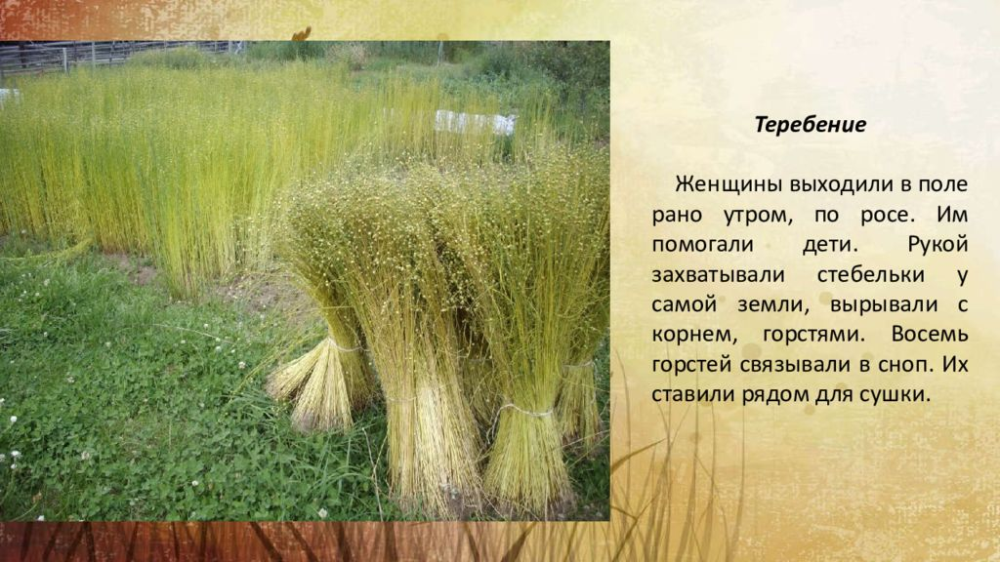 Теребение
Женщины выходили в поле
рано утром, по росе. Им
помогали дети. Рукой
захватывали стебельки у
самой земли, вырывали с
корнем, горстями. Восемь
горстей связывали в сноп. Их
ставили рядом для сушки.